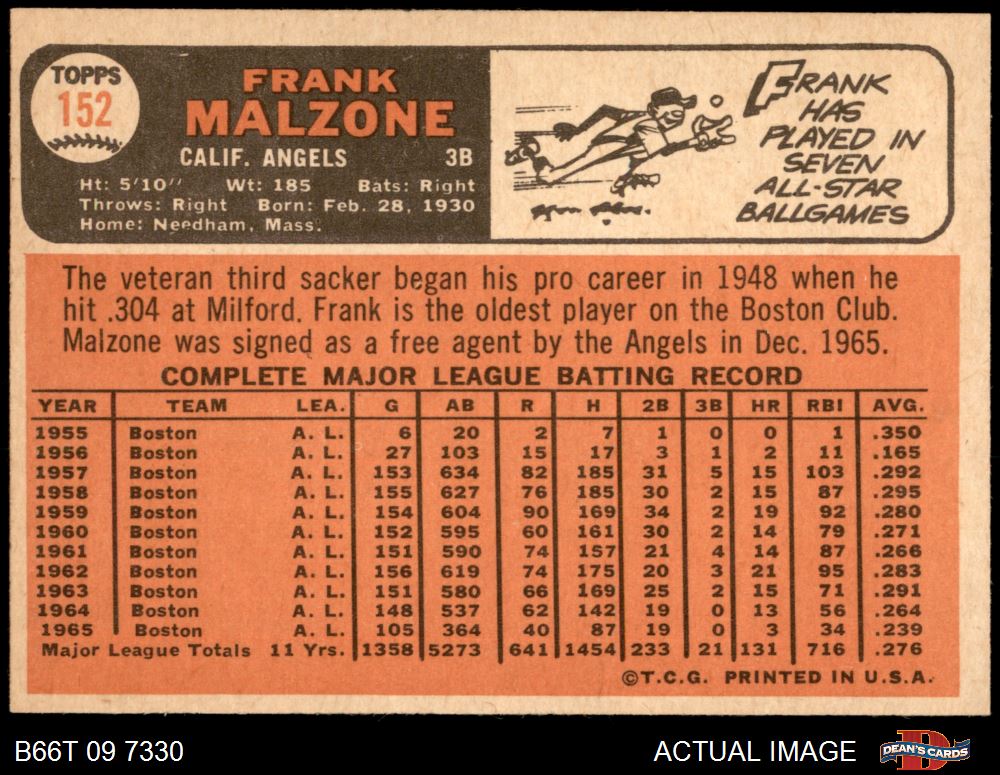 TOPPS
152
FRANK
MALZONE
CALIF. ANGELS 3B
Ht: 5'10" Wt: 185 Bats: Right
Throws: Right Born: Feb. 28, 1930
Home: Needham, Mass.
FRANK
HAS
PLAYED IN
SEVEN
ALL-STAR
BALLGAMES
The veteran third sacker began his pro career in 1948 when he
hit .304 at Milford. Frank is the oldest player on the Boston Club.
Malzone was signed as a free agent by the Angels in Dec. 1965.
COMPLETE MAJOR LEAGUE BATTING RECORD
YEAR TEAM LEA. G AB R H 2B 3B HR RBI AVG.
1955 Boston A. L. 6 20 2 7 1 0 0 1 .350
1956 Boston A. L. 27 103 15 17 3 1 2 11 .165
1957 Boston A. L. 153 634 82 185 31 5 15 103 .292
1958 Boston A. L. 155 627 76 185 30 2 15 87 .295
1959 Boston A. L. 154 604 90 169 34 2 19 92 .280
1960 Boston A. L. 152 595 60 161 30 2 14 79 .271
1961 Boston A. L. 151 590 74 157 21 4 14 87 .266
1962 Boston A. L. 156 619 74 175 20 3 21 95 .283
1963 Boston A. L. 151 580 66 169 25 2 15 71 .291
1964 Boston A. L. 148 537 62 142 19 0 13 56 .264
1965 Boston A. L. 105 364 40 87 19 0 3 34 .239
Major League Totals 11 Yrs. 1358 5273 641 1454 233 21 131 716 .276
©T.C.G. PRINTED IN U.S.A.
B66T 09 7330 ACTUAL IMAGE DEAN'S CARDS